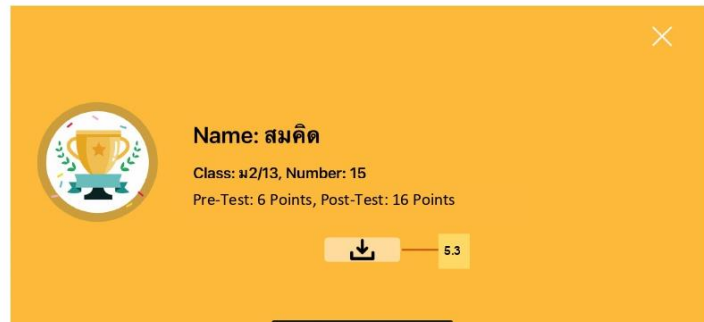 Name: สมคิด
Class: ม2/13, Number: 15
Pre-Test: 6 Points, Post-Test: 16 Points
5.3